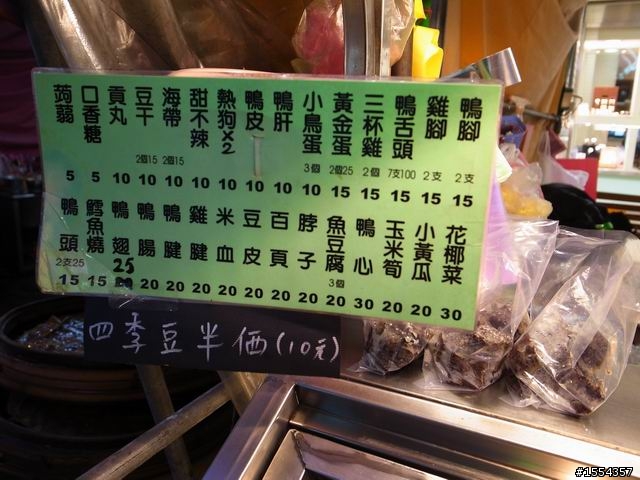 鴨腳 2支 15
雞腳 2支 15
鴨舌頭 7支100 15
三杯雞 2個 15
黃金蛋 2個25 15
小鳥蛋 3個 10
鴨肝 10
鴨皮 10
熱狗x2 10
甜不辣 10
海帶 2個15 10
豆干 2個15 10
貢丸 10
口香糖 5
蒟蒻 5
花椰菜 30
小黃瓜 20
玉米筍 20
鴨心 30
魚豆腐 3個 20
脖子 20
百頁 20
豆皮 20
米血 20
雞腱 20
鴨腱 20
鴨腸 20
鴨翅 25 20
鱈魚燒 15
鴨頭 2支25 15
四季豆半価(10元)
#1554357